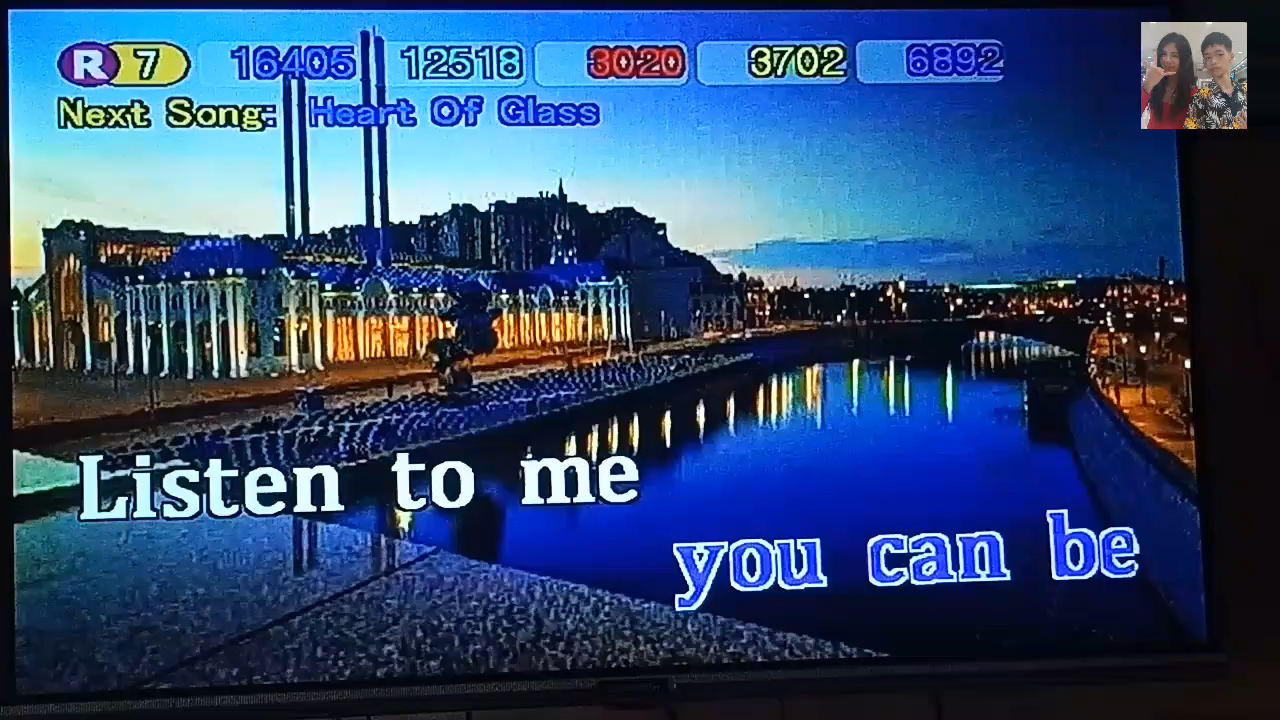 R 7 16405 12518 3020 3702 6892
Next Song: Heart Of Glass
Listen to me
you can be